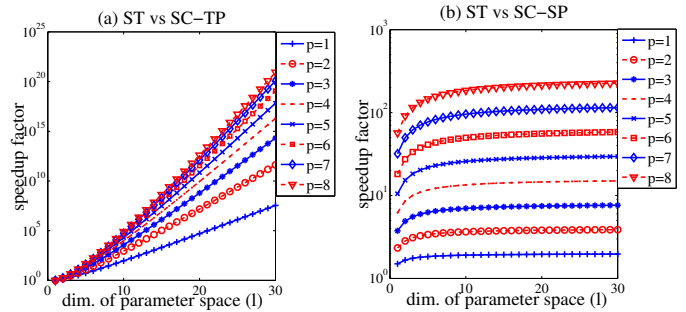 (a) ST vs SC−TP
speedup factor
10^20
10^15
10^10
10^5
10^0
0
10
20
30
dim. of parameter space (l)
p=1
p=2
p=3
p=4
p=5
p=6
p=7
p=8
(b) ST vs SC−SP
speedup factor
10^3
10^2
10^1
10^0
0
10
20
30
dim. of parameter space (l)
p=1
p=2
p=3
p=4
p=5
p=6
p=7
p=8